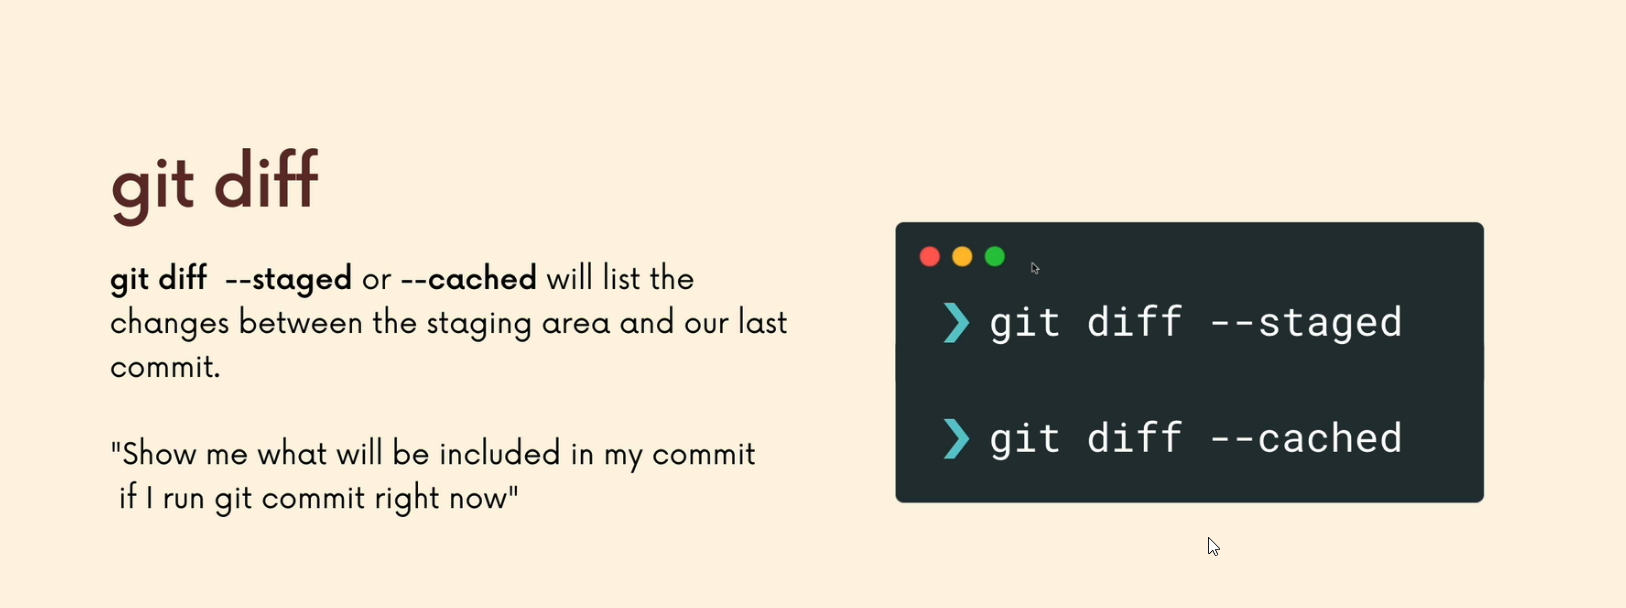 git diff
git diff --staged or --cached will list the
changes between the staging area and our last
commit.
"Show me what will be included in my commit
if I run git commit right now"
❯ git diff --staged
❯ git diff --cached